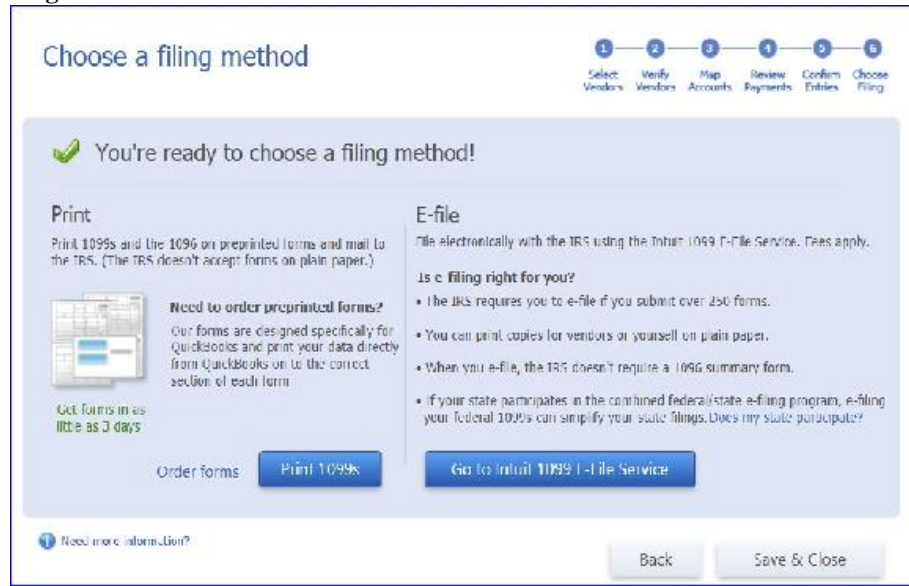 Choose a filing method
1 2 3 4 5 6
Select Verify Map Review Confirm Choose
Vendors Vendors Accounts Payments Entries Filing
You're ready to choose a filing method!
Print
Print 1099s and the 1096 on preprinted forms and mail to
the IRS. (The IRS doesn't accept forms on plain paper.)
Need to order preprinted forms?
Our forms are designed specifically for
QuickBooks and print your data directly
from QuickBooks on to the correct
section of each form
Get forms in as
little as 3 days
Order forms
Print 1099s
E-file
File electronically with the IRS using the Intuit 1099 E-File Service. Fees apply.
Is e-filing right for you?
• The IRS requires you to e-file if you submit over 250 forms.
• You can print copies for vendors or yourself on plain paper.
• When you e-file, the IRS doesn't require a 1096 summary form.
• If your state participates in the combined federal/state e-filing program, e-filing
your federal 1099s can simplify your state filings. Does my state participate?
Go to Intuit 1099 E-File Service
Need more information?
Back
Save & Close